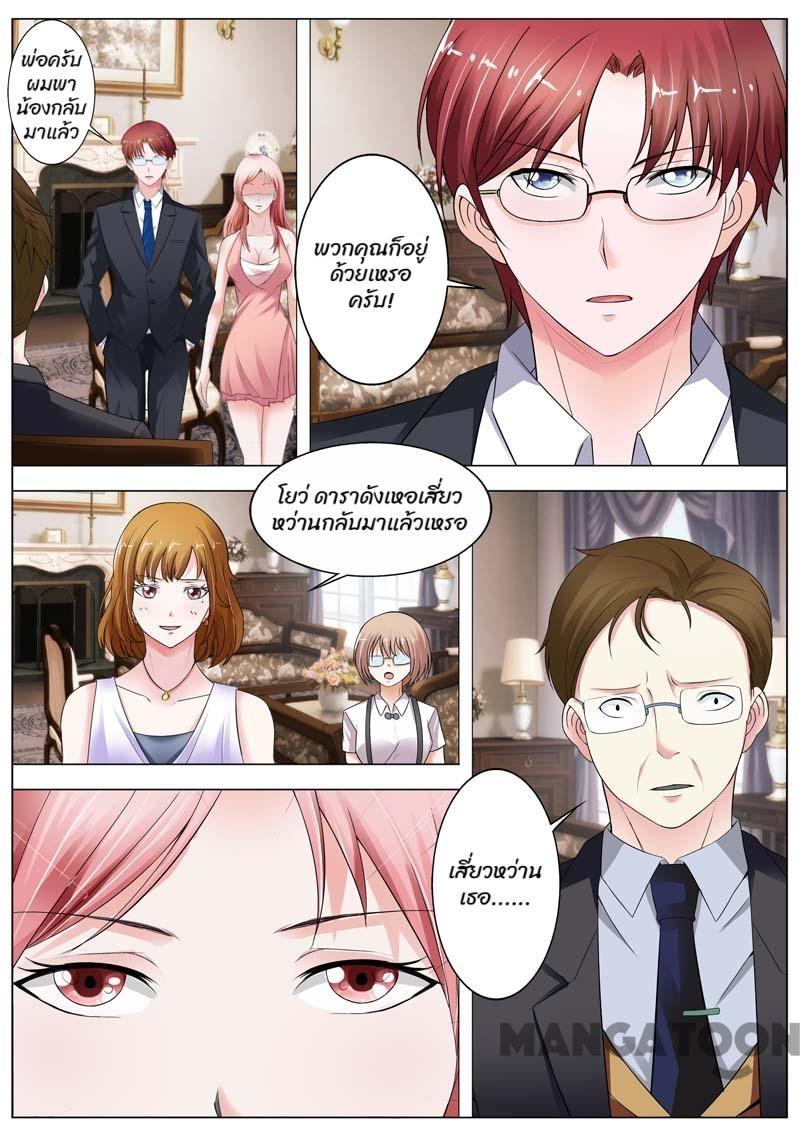 พ่อครับ
ผมพา
น้องกลับ
มาแล้ว
พวกคุณก็อยู่
ด้วยเหรอ
ครับ!
โยว่ ดาราดังเหอเสี่ยว
หว่านกลับมาแล้วเหรอ
เสี่ยวหว่าน
เธอ......
MANGATOON